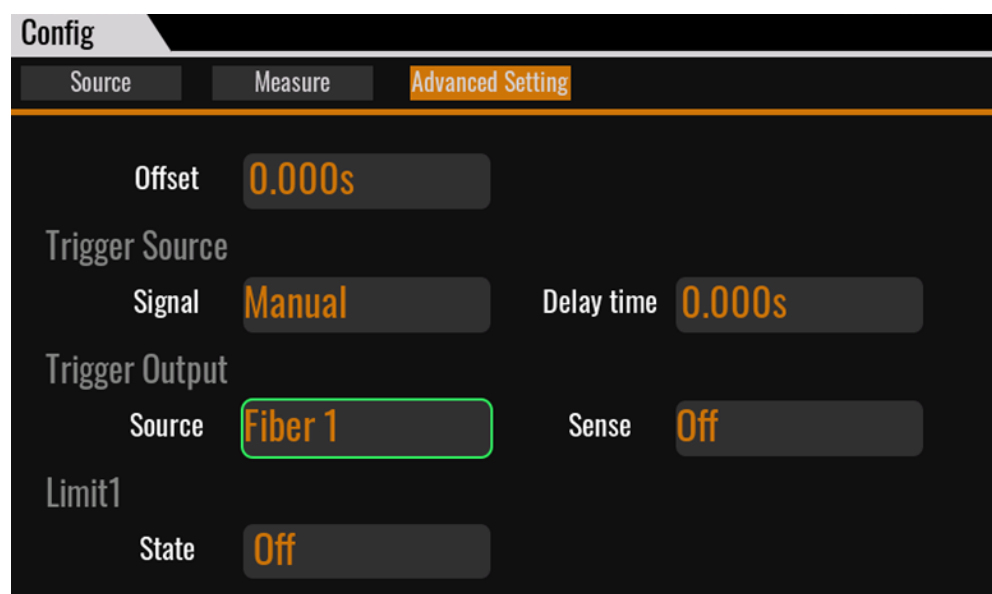 Config
Source Measure Advanced Setting
Offset 0.000s
Trigger Source
Signal Manual Delay time 0.000s
Trigger Output
Source Fiber 1 Sense Off
Limit1
State Off